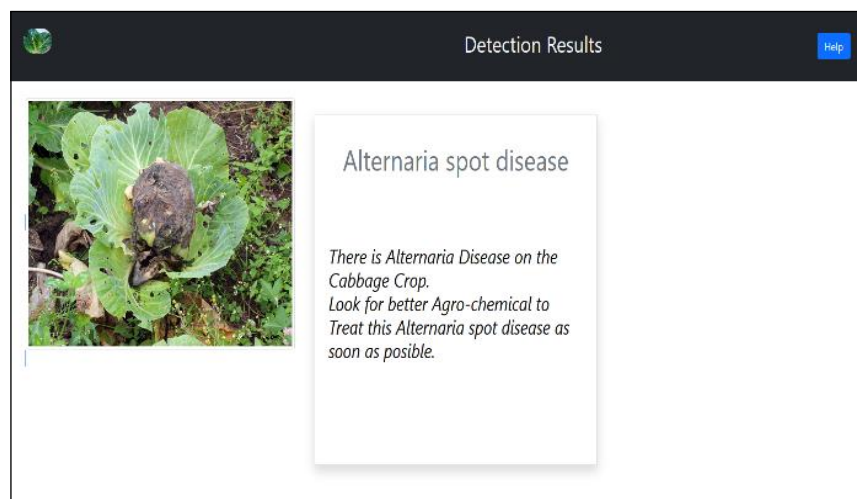 Detection Results
Help
Alternaria spot disease
There is Alternaria Disease on the
Cabbage Crop.
Look for better Agro-chemical to
Treat this Alternaria spot disease as
soon as posible.